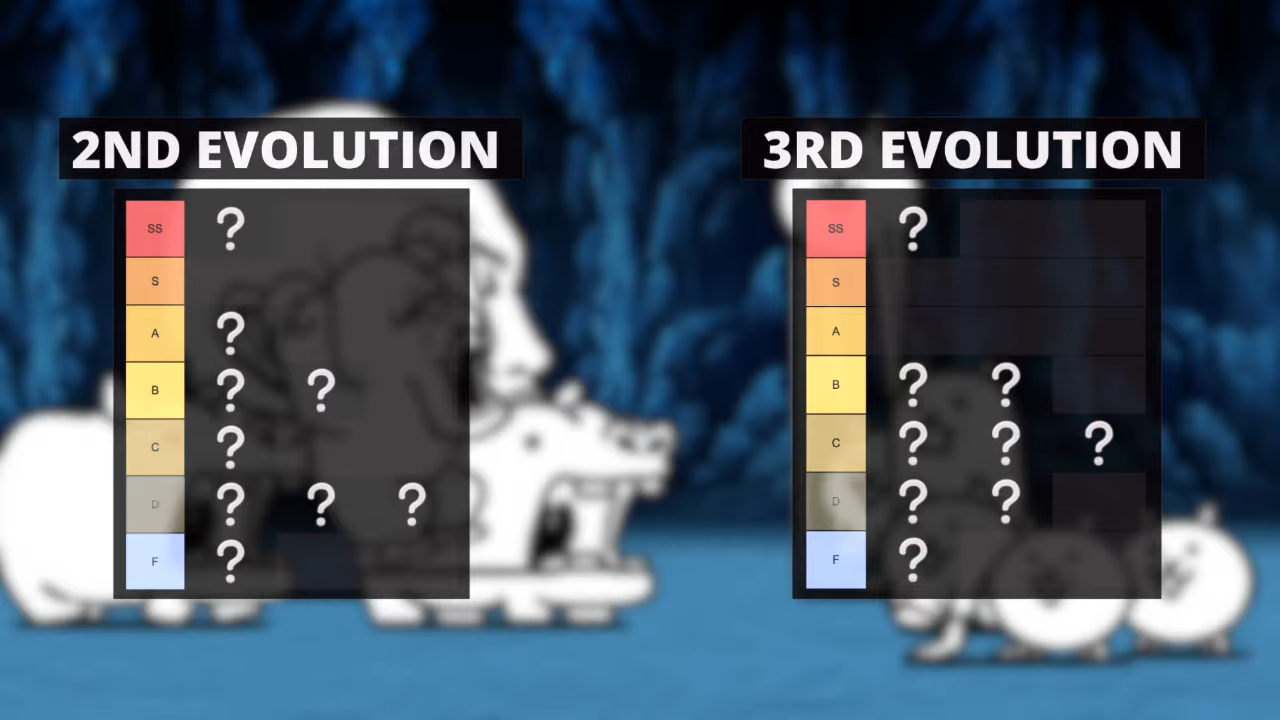 2ND EVOLUTION
SS ?
S
A ?
B ? ?
C ?
D ? ? ?
F ?
3RD EVOLUTION
SS ?
S
A
B ? ?
C ? ? ?
D ? ?
F ?